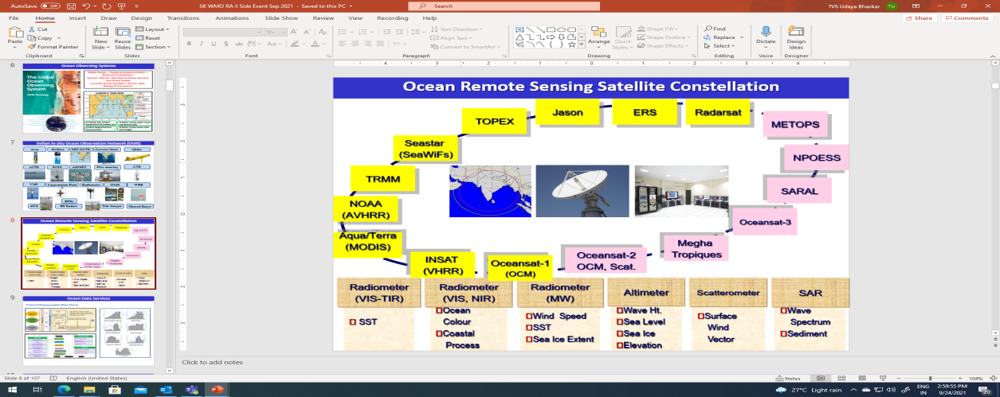 AutoSave Off
SK WMO RA II Side Event Sep 2021 - Saved to this PC
Search
TVS Udaya Bhaskar TU
File Home Insert Draw Design Transitions Animations Slide Show Review View Recording Help
Share Comments
Paste
Cut
Copy
Format Painter
Clipboard
New Slide
Reuse Slides
Layout
Reset
Section
Slides
Font
Paragraph
Text Direction
Align Text
Convert to SmartArt
Arrange
Quick Styles
Shape Fill
Shape Outline
Shape Effects
Drawing
Find
Replace
Select
Editing
Dictate
Voice
Design Ideas
Designer
6
Ocean Observing Systems
The Global
Ocean
Observing
System
7
Indian In-situ Ocean Observation Network (OON)
8
Ocean Remote Sensing Satellite Constellation
9
Ocean Data Services
Ocean Remote Sensing Satellite Constellation
TOPEX
Jason
ERS
Radarsat
METOPS
NPOESS
SARAL
Oceansat-3
Megha
Tropiques
Oceansat-2
OCM, Scat.
Oceansat-1
(OCM)
INSAT
(VHRR)
Aqua/Terra
(MODIS)
NOAA
(AVHRR)
TRMM
Seastar
(SeaWiFs)
Radiometer
(VIS-TIR)
SST
Radiometer
(VIS, NIR)
Ocean
Colour
Coastal
Process
Radiometer
(MW)
Wind Speed
SST
Sea Ice Extent
Altimeter
Wave Ht.
Sea Level
Sea Ice
Elevation
Scatterometer
Surface
Wind
Vector
SAR
Wave
Spectrum
Sediment
Click to add notes
Slide 8 of 107 English (United States)
Notes
104%
27°C Light rain
ENG
IN
2:59:55 PM
9/24/2021
20